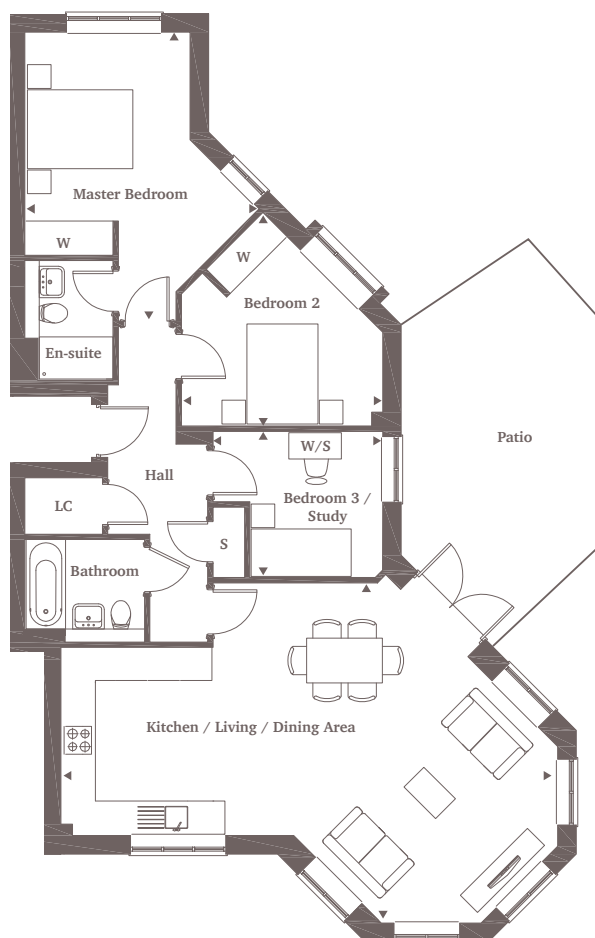 Master Bedroom
W
W
Bedroom 2
En-suite
Patio
W/S
Hall
Bedroom 3 /
Study
LC
S
Bathroom
Kitchen / Living / Dining Area